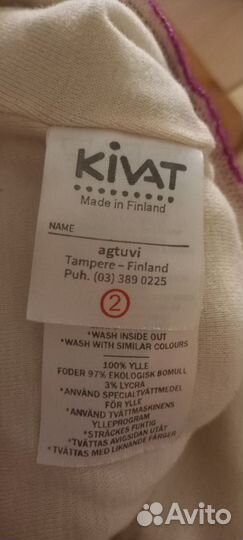 KIVAT
Made in Finland
NAME
agtuvi
Tampere – Finland
Puh. (03) 389 0225
2
*WASH INSIDE OUT
*WASH WITH SIMILAR COLOURS
100% YLLE
FODER 97% EKOLOGISK BOMULL
3% LYCRA
*ANVÄND SPECIALTVÄTTMEDEL
FÖR YLLE
*ANVÄND TVÄTTMASKINENS
YLLEPROGRAM
*STRÄCKES FUKTIG
*TVÄTTAS AVIGSIDAN UTÅT
*TVÄTTAS MED LIKNANDE FÄRGER
Avito